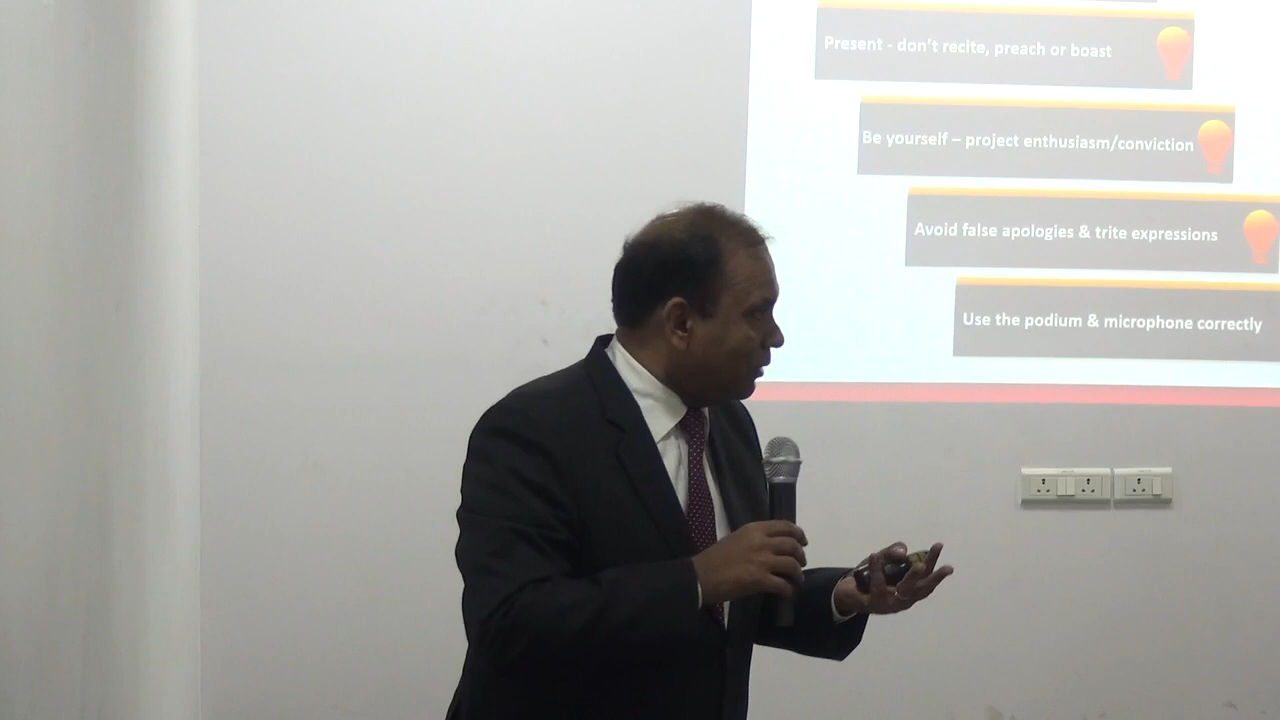 Present - don't recite, preach or boast
Be yourself – project enthusiasm/conviction
Avoid false apologies & trite expressions
Use the podium & microphone correctly